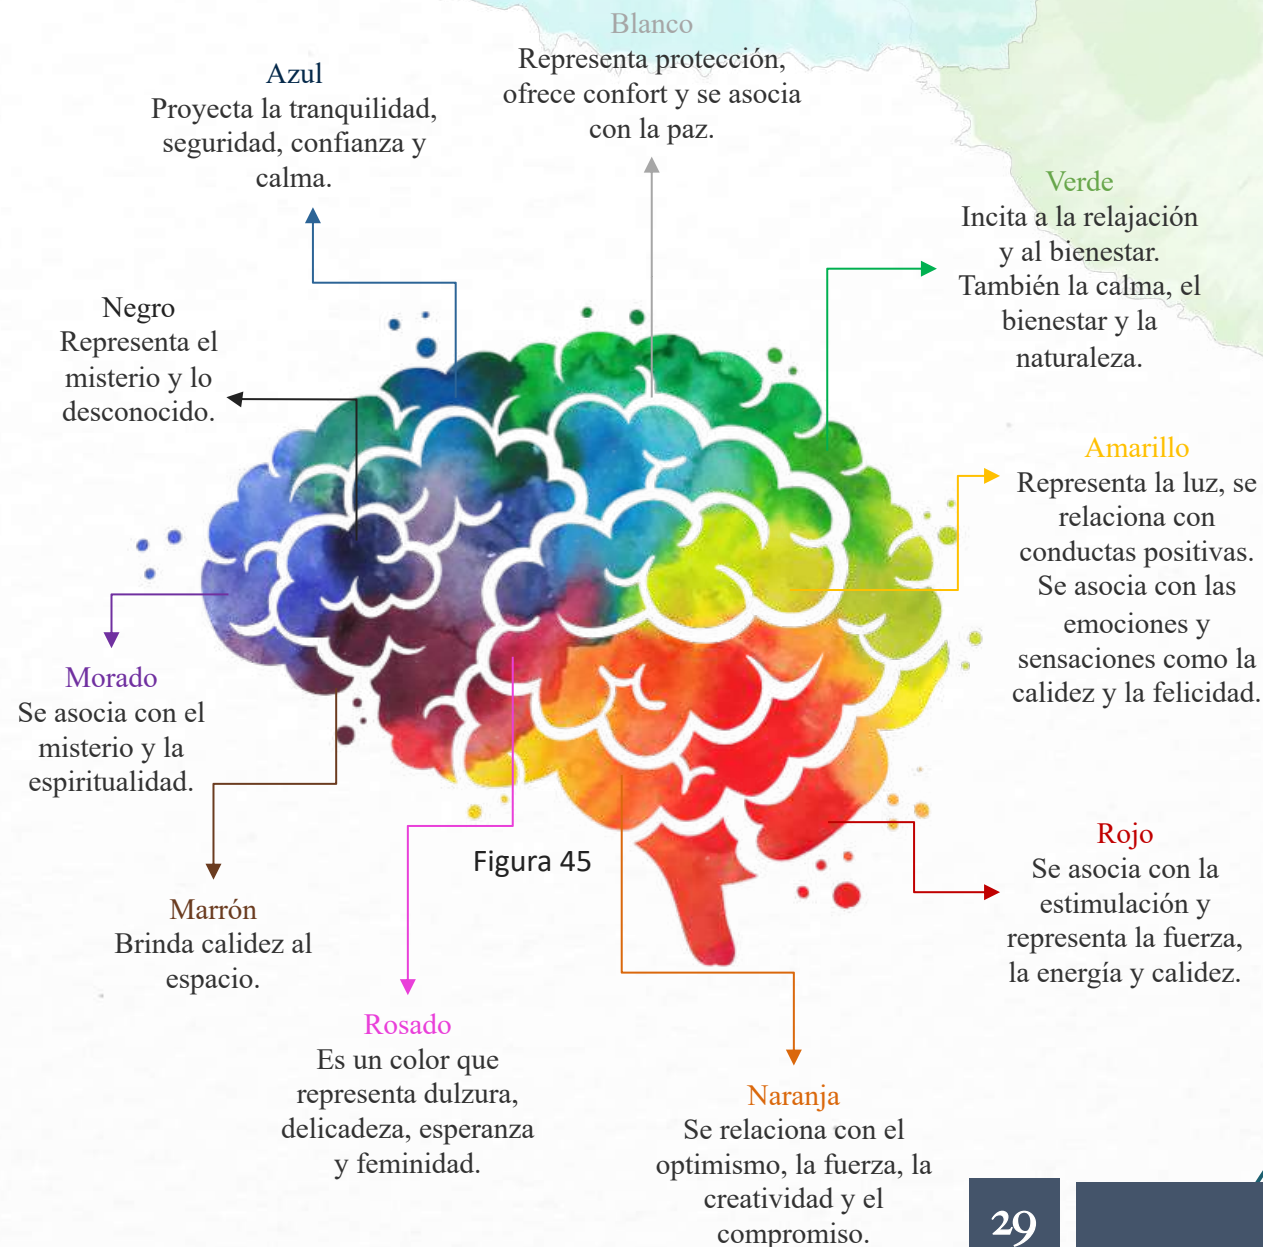 Blanco
Representa protección,
ofrece confort y se asocia
con la paz.
Azul
Proyecta la tranquilidad,
seguridad, confianza y
calma.
Verde
Incita a la relajación
y al bienestar.
También la calma, el
bienestar y la
naturaleza.
Negro
Representa el
misterio y lo
desconocido.
Amarillo
Representa la luz, se
relaciona con
conductas positivas.
Se asocia con las
emociones y
sensaciones como la
calidez y la felicidad.
Morado
Se asocia con el
misterio y la
espiritualidad.
Rojo
Se asocia con la
estimulación y
representa la fuerza,
la energía y calidez.
Figura 45
Marrón
Brinda calidez al
espacio.
Rosado
Es un color que
representa dulzura,
delicadeza, esperanza
y feminidad.
Naranja
Se relaciona con el
optimismo, la fuerza, la
creatividad y el
compromiso.
29